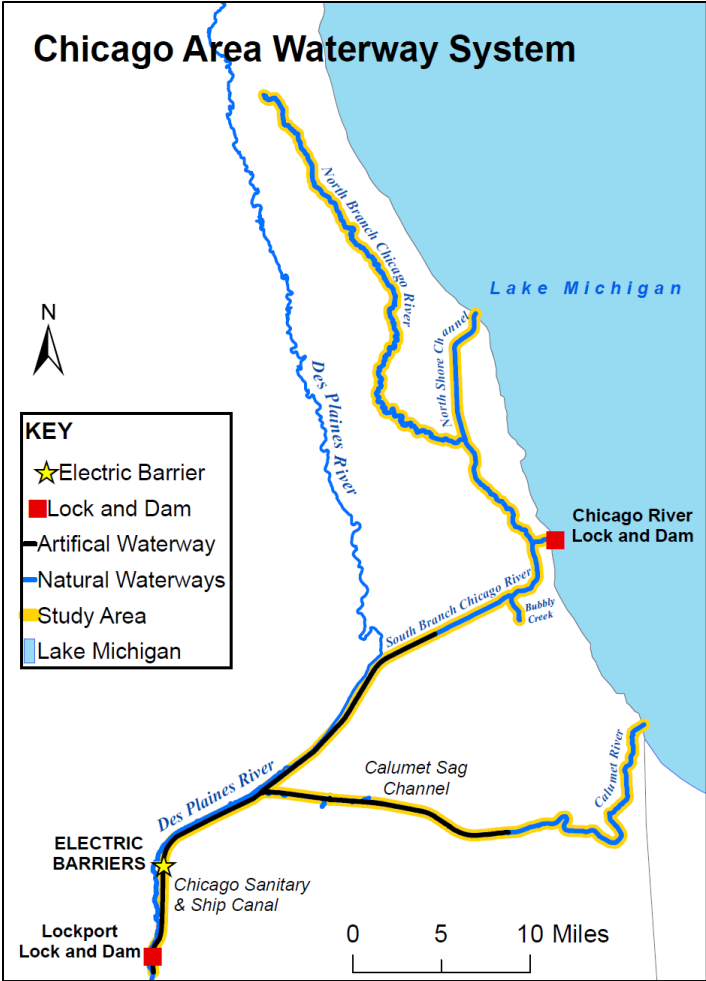 Chicago Area Waterway System
North Branch Chicago River
Lake Michigan
N
North Shore Channel
Des Plaines River
KEY
Electric Barrier
Lock and Dam
Artifical Waterway
Natural Waterways
Study Area
Lake Michigan
Chicago River
Lock and Dam
South Branch Chicago River
Bubbly
Creek
Calumet River
Des Plaines River
Calumet Sag
Channel
ELECTRIC
BARRIERS
Chicago Sanitary
& Ship Canal
Lockport
Lock and Dam
0 5 10 Miles